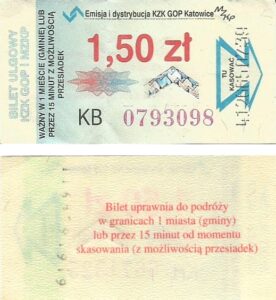 Emisja i dystrybucja KZK GOP Katowice
MZKP
BILET ULGOWY
KZK GOP I MZKP
WAŻNY W 1 MIEŚCIE (GMINIE) LUB
PRZEZ 15 MINUT Z MOŻLIWOŚCIĄ
PRZESIADEK
1,50 zł
KB 0793098
TU
KASOWAĆ
Bilet uprawnia do podróży
w granicach 1 miasta (gminy)
lub przez 15 minut od momentu
skasowania (z możliwością przesiadek)